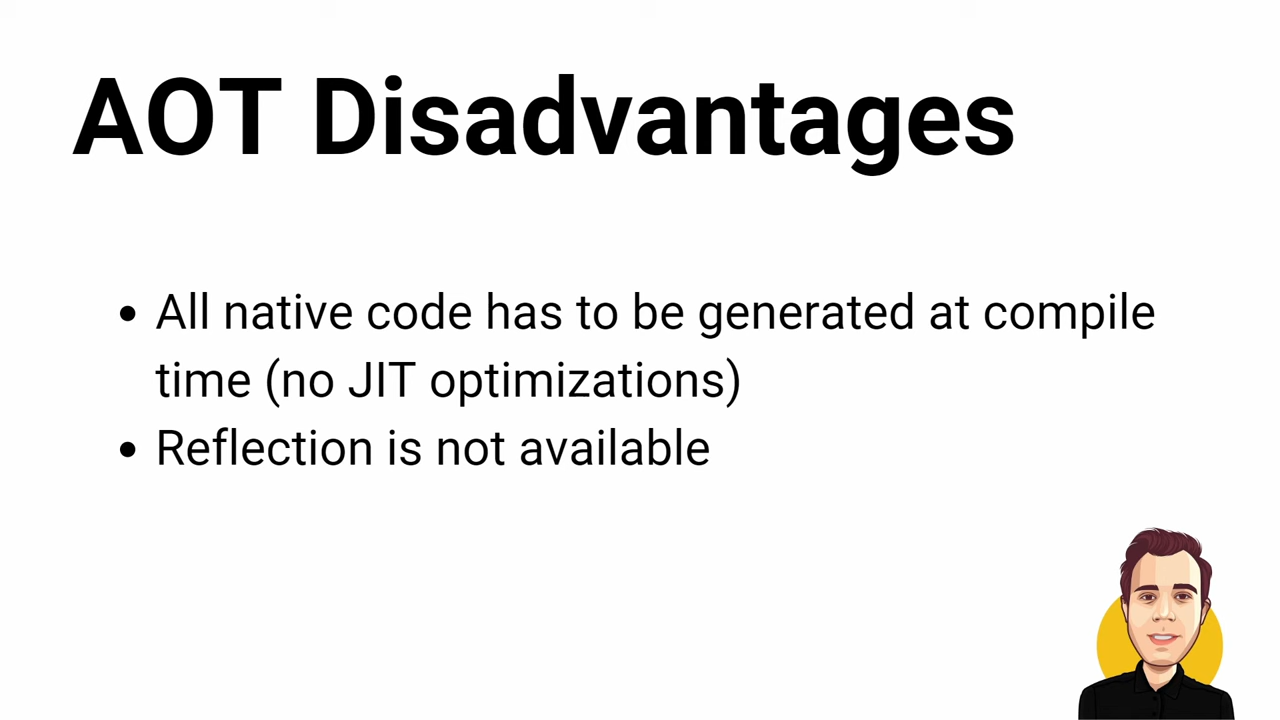 AOT Disadvantages
• All native code has to be generated at compile
time (no JIT optimizations)
• Reflection is not available